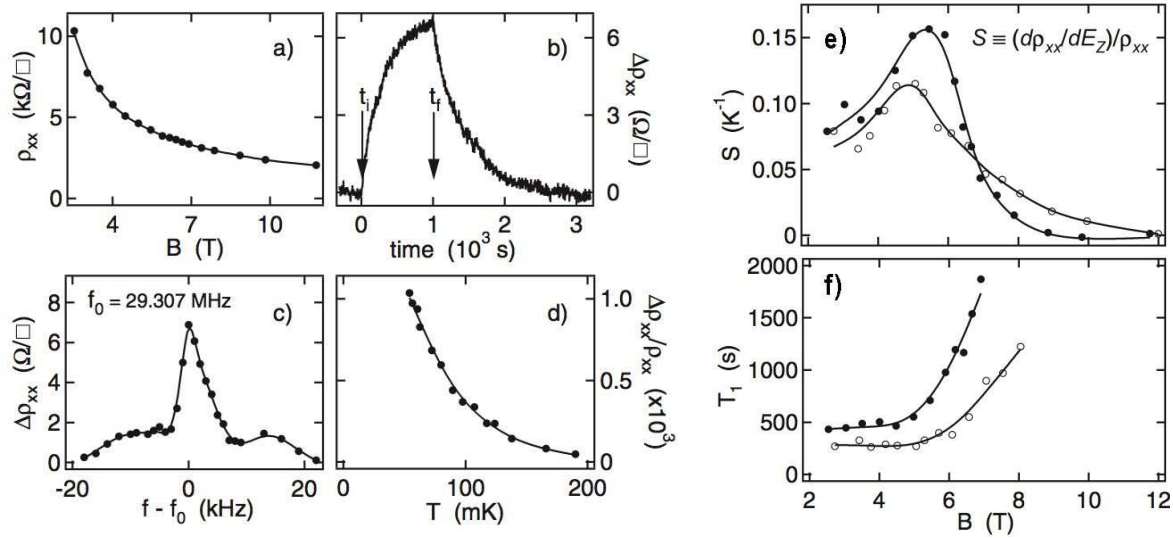 a)
ρxx (kΩ/□)
10
5
0
4
7
10
B (T)
b)
ti
tf
6
3
0
Δρxx (Ω/□)
0
1
2
3
time (10³ s)
c)
f0 = 29.307 MHz
Δρxx (Ω/□)
8
6
4
2
0
-20
0
20
f - f0 (kHz)
d)
1.0
0.5
0.0
Δρxx/ρxx (x10³)
0
100
200
T (mK)
e)
S ≡ (dρxx/dEZ)/ρxx
S (K⁻¹)
0.15
0.10
0.05
0
f)
T1 (s)
2000
1500
1000
500
0
2
4
6
8
10
12
B (T)